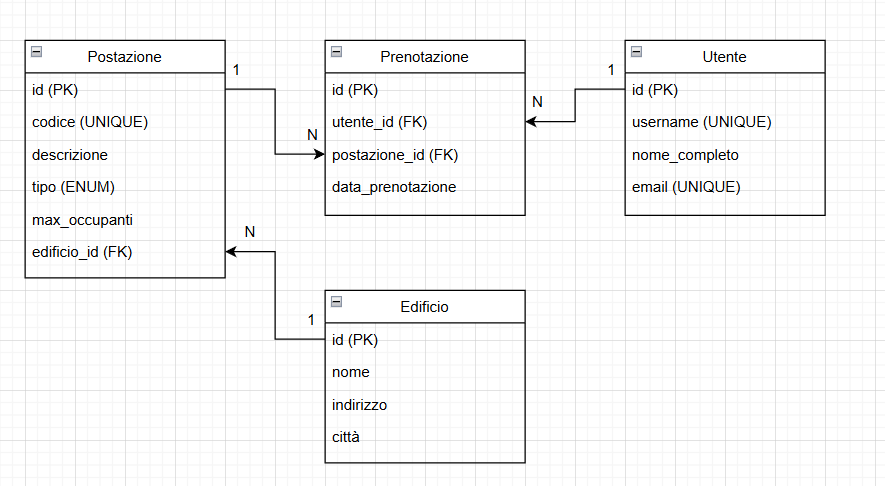 Postazione
id (PK)
codice (UNIQUE)
descrizione
tipo (ENUM)
max_occupanti
edificio_id (FK)
1
N
Prenotazione
id (PK)
utente_id (FK)
postazione_id (FK)
data_prenotazione
N
1
Utente
id (PK)
username (UNIQUE)
nome_completo
email (UNIQUE)
N
1
Edificio
id (PK)
nome
indirizzo
città